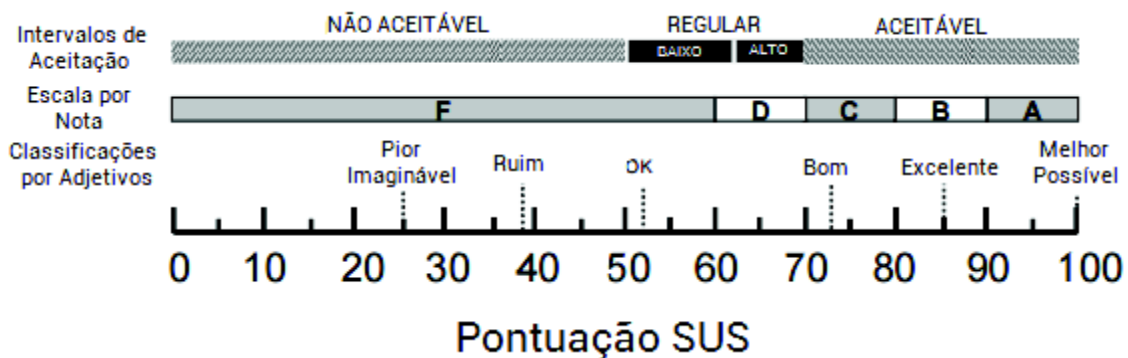 NÃO ACEITÁVEL REGULAR ACEITÁVEL
Intervalos de
Aceitação
BAIXO ALTO
Escala por
Nota
F D C B A
Classificações
por Adjetivos
Pior
Imaginável
Ruim
OK
Bom
Excelente
Melhor
Possível
0 10 20 30 40 50 60 70 80 90 100
Pontuação SUS